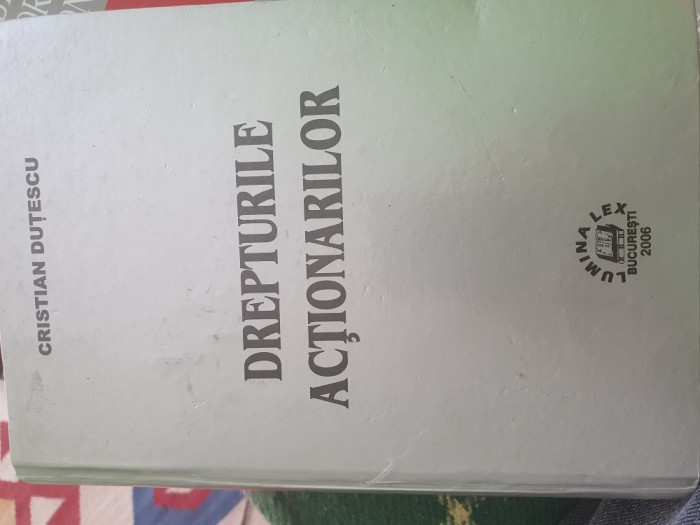 CRISTIAN DUȚESCU
DREPTURILE
ACȚIONARILOR
LUMINA LEX
BUCUREȘTI
2006